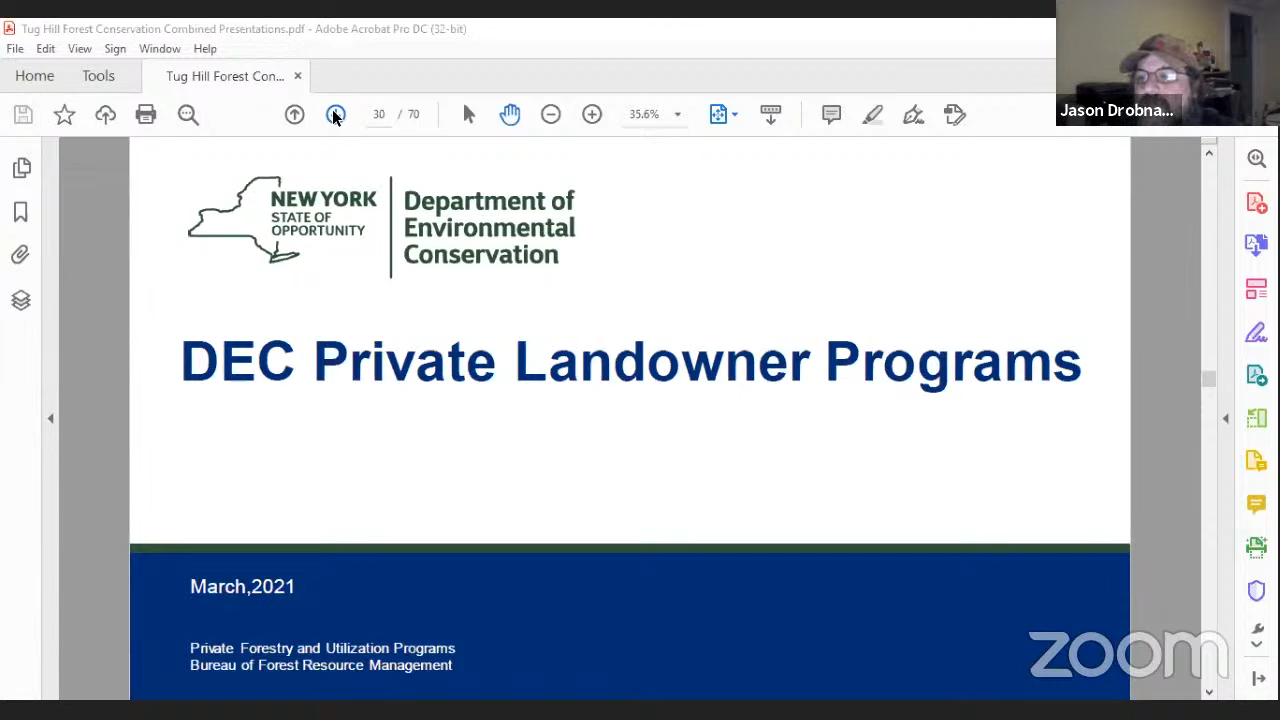 Tug Hill Forest Conservation Combined Presentations.pdf - Adobe Acrobat Pro DC (32-bit)
File Edit View Sign Window Help
Home Tools Tug Hill Forest Con... ×
30 / 70 35.6%
Jason Drobna...
NEW YORK
STATE OF
OPPORTUNITY
Department of
Environmental
Conservation
DEC Private Landowner Programs
March,2021
Private Forestry and Utilization Programs
Bureau of Forest Resource Management
zoom